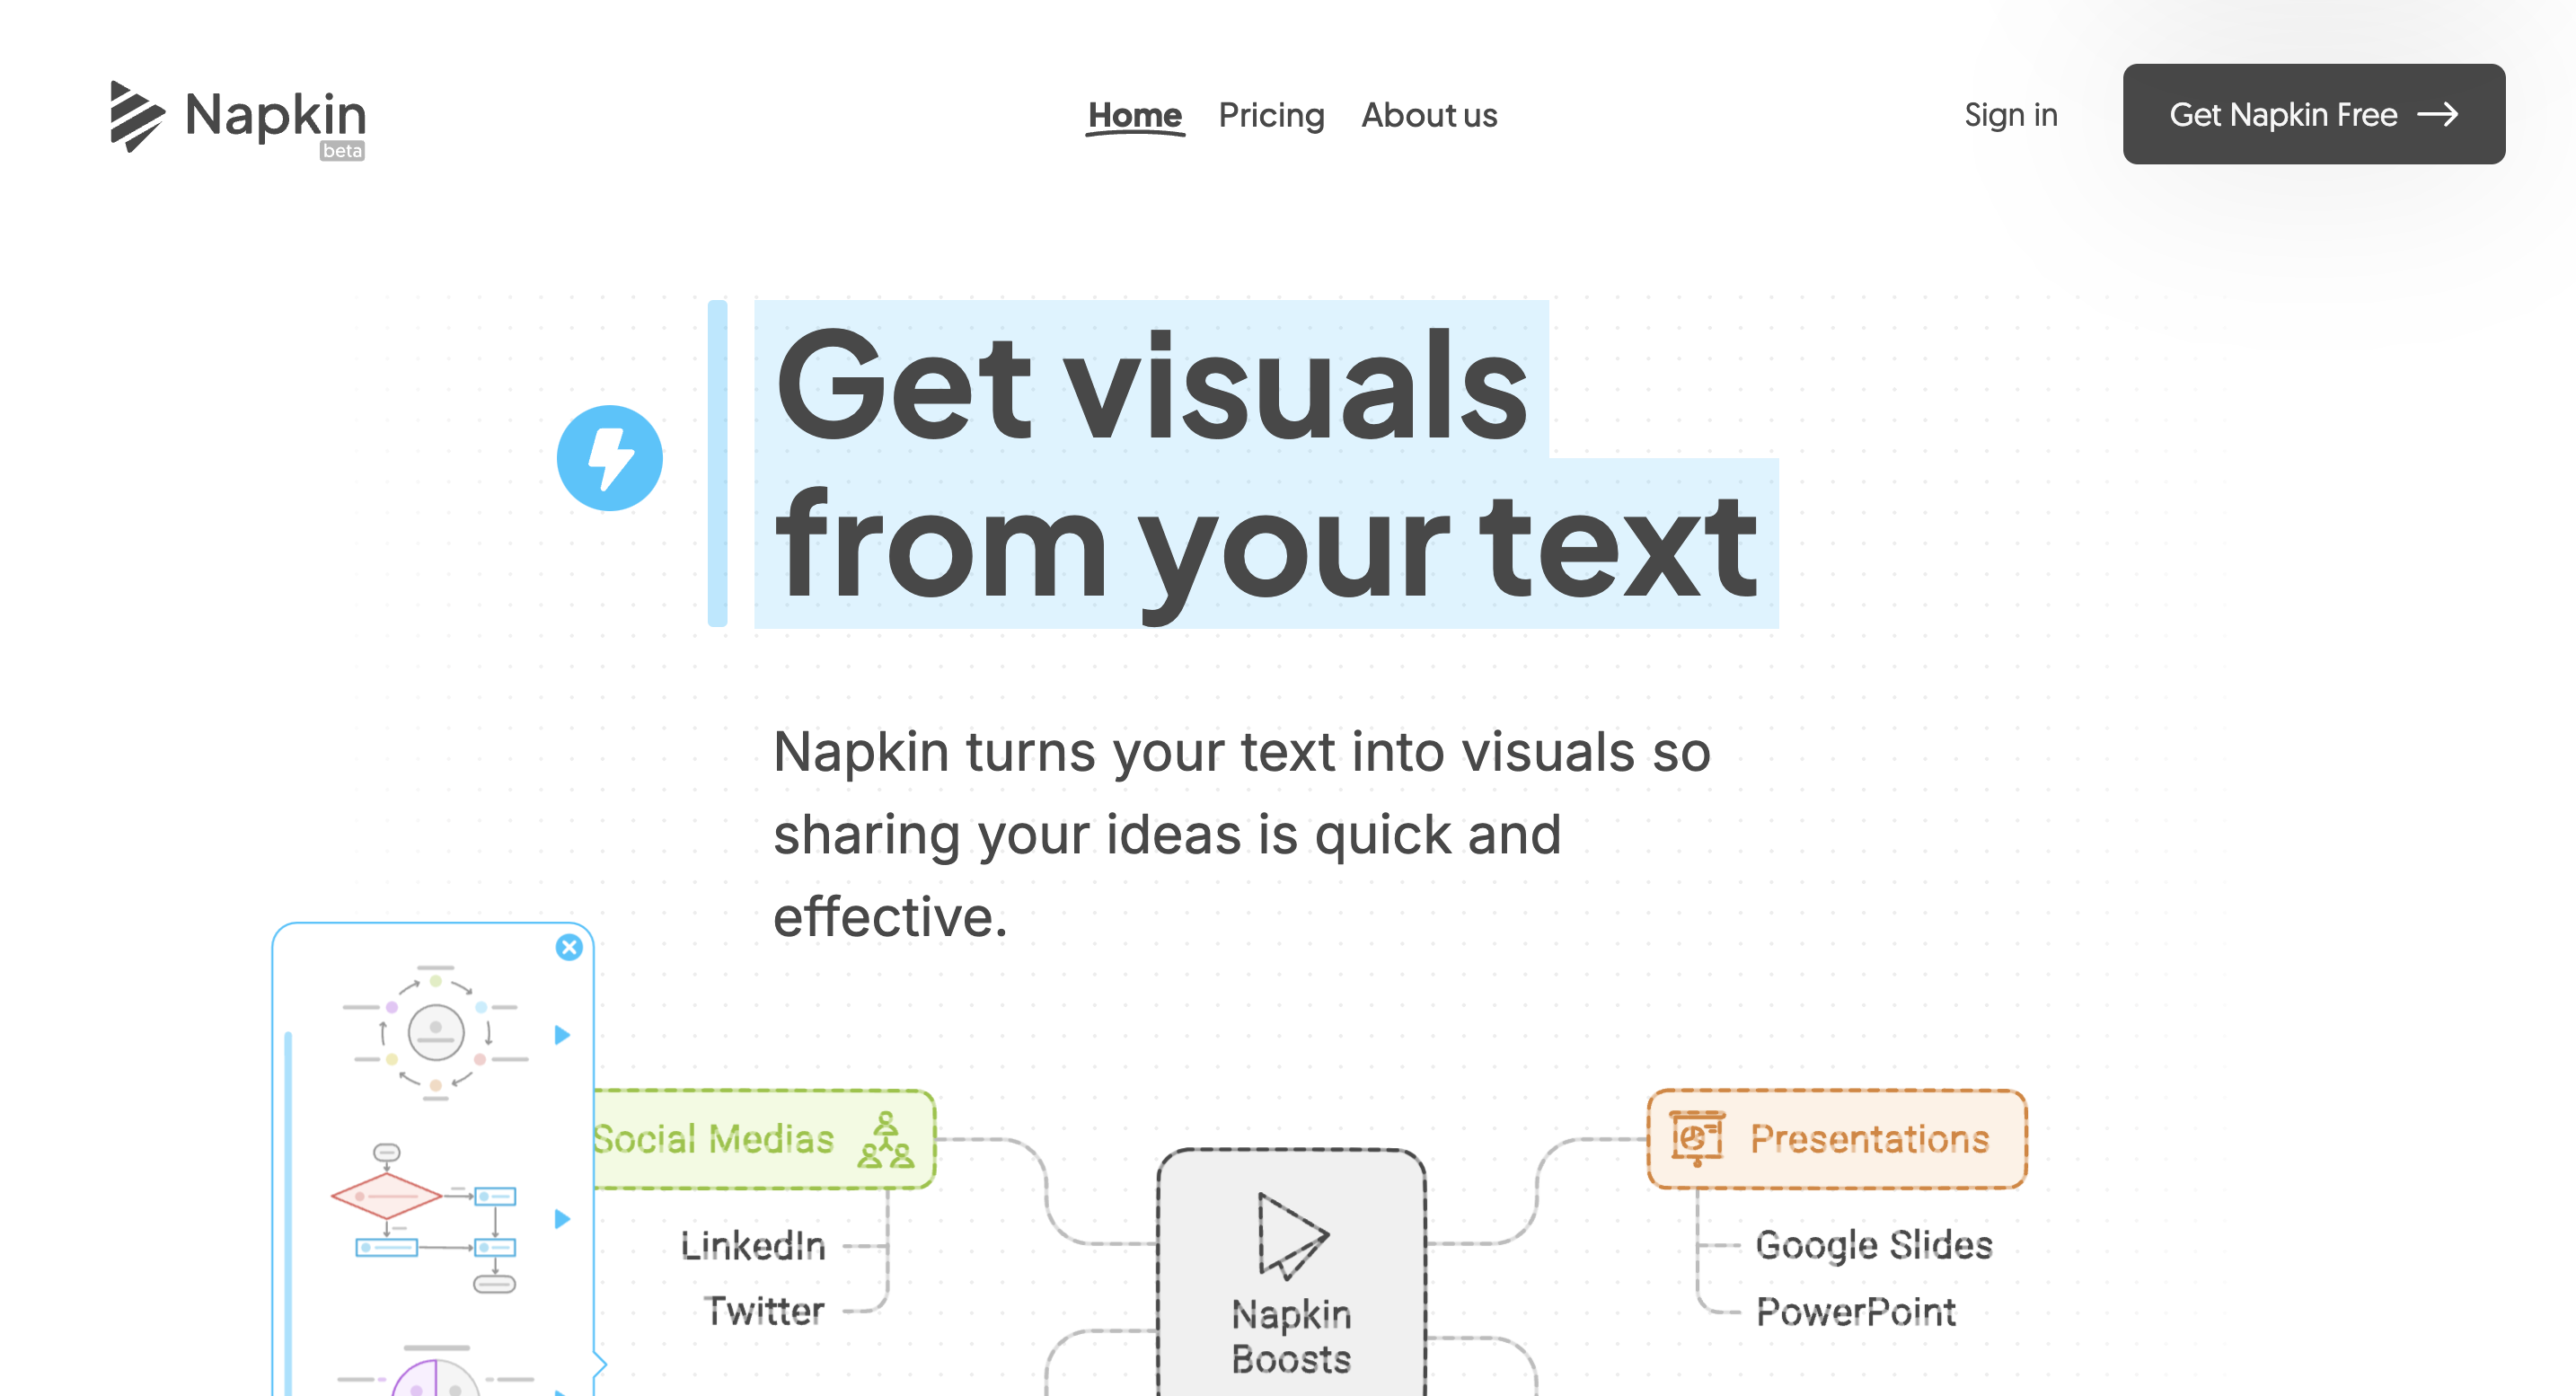 Napkin
beta
Home
Pricing
About us
Sign in
Get Napkin Free
Get visuals
from your text
Napkin turns your text into visuals so
sharing your ideas is quick and
effective.
Social Medias
LinkedIn
Twitter
Napkin
Boosts
Presentations
Google Slides
PowerPoint